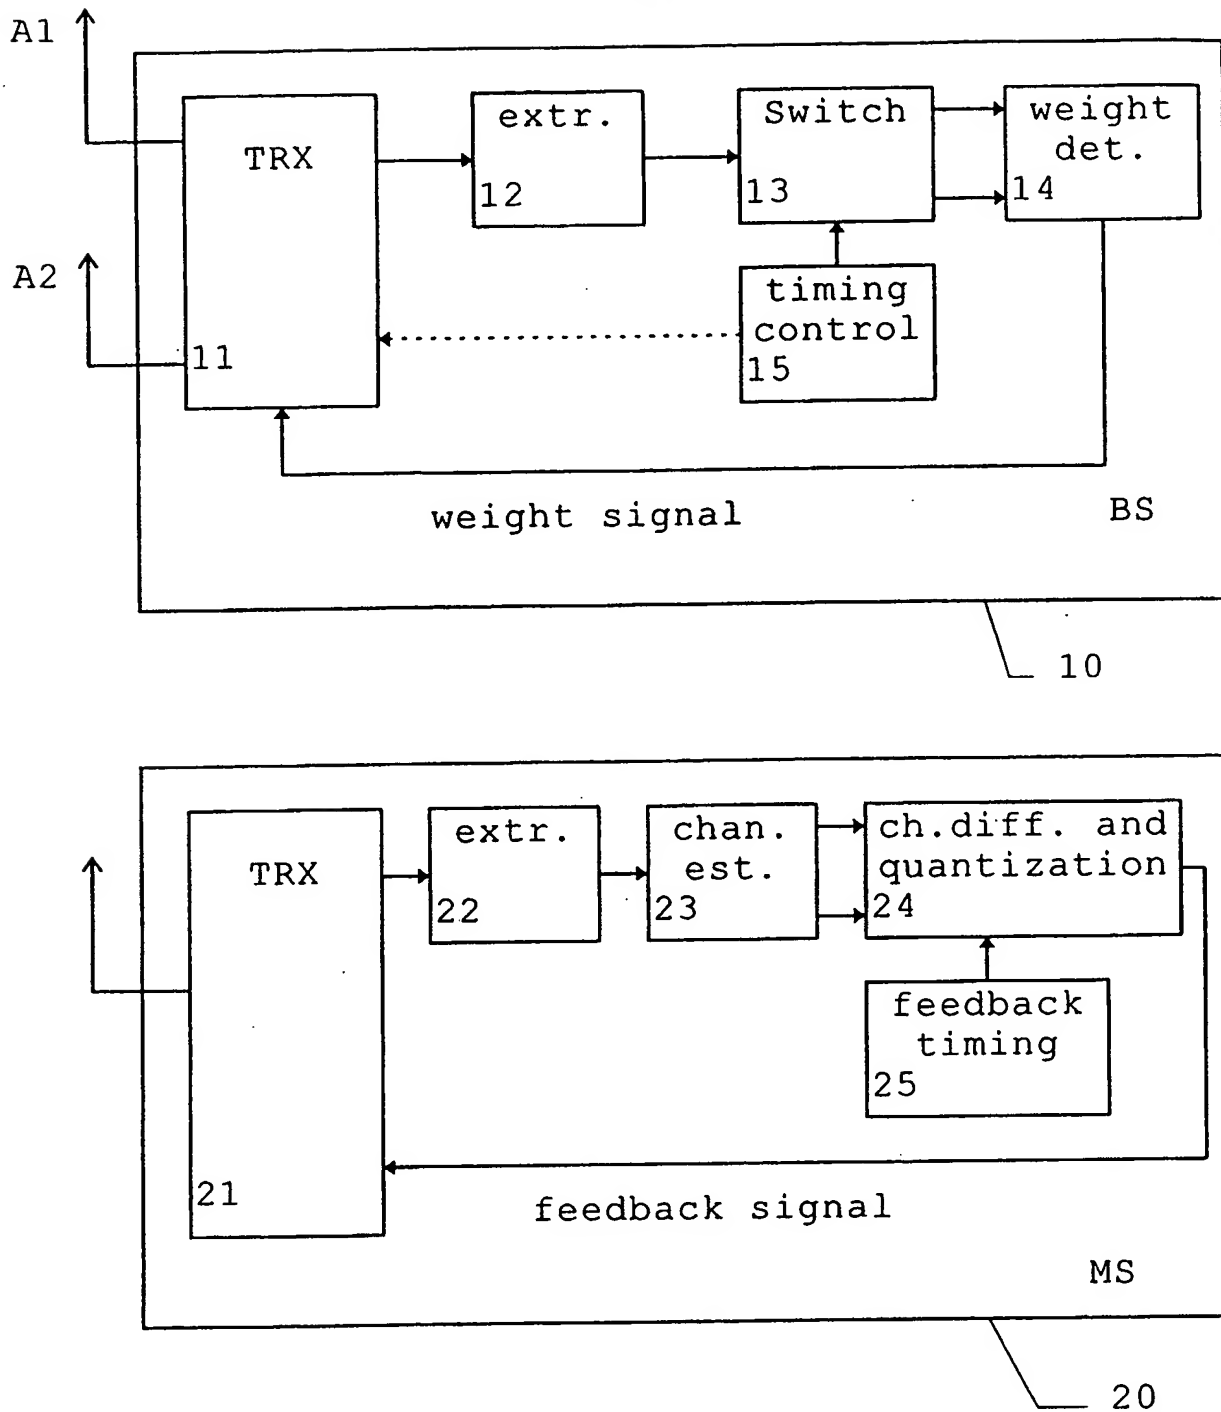 A1
TRX
11
extr.
12
Switch
13
weight
det.
14
A2
timing
control
15
weight signal
BS
10
TRX
21
extr.
22
chan.
est.
23
ch.diff. and
quantization
24
feedback
timing
25
feedback signal
MS
20